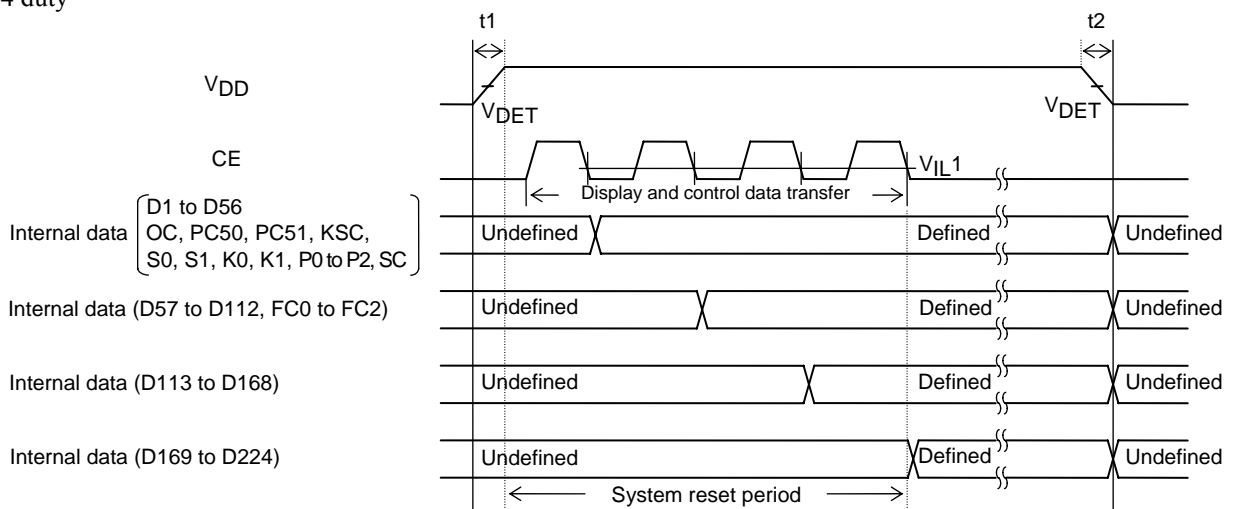 4 duty
t1
t2
VDD
VDET
VDET
CE
VIL1
Display and control data transfer
Internal data
D1 to D56
OC, PC50, PC51, KSC,
S0, S1, K0, K1, P0 to P2, SC
Undefined
Defined
Undefined
Internal data (D57 to D112, FC0 to FC2)
Undefined
Defined
Undefined
Internal data (D113 to D168)
Undefined
Defined
Undefined
Internal data (D169 to D224)
Undefined
Defined
Undefined
System reset period